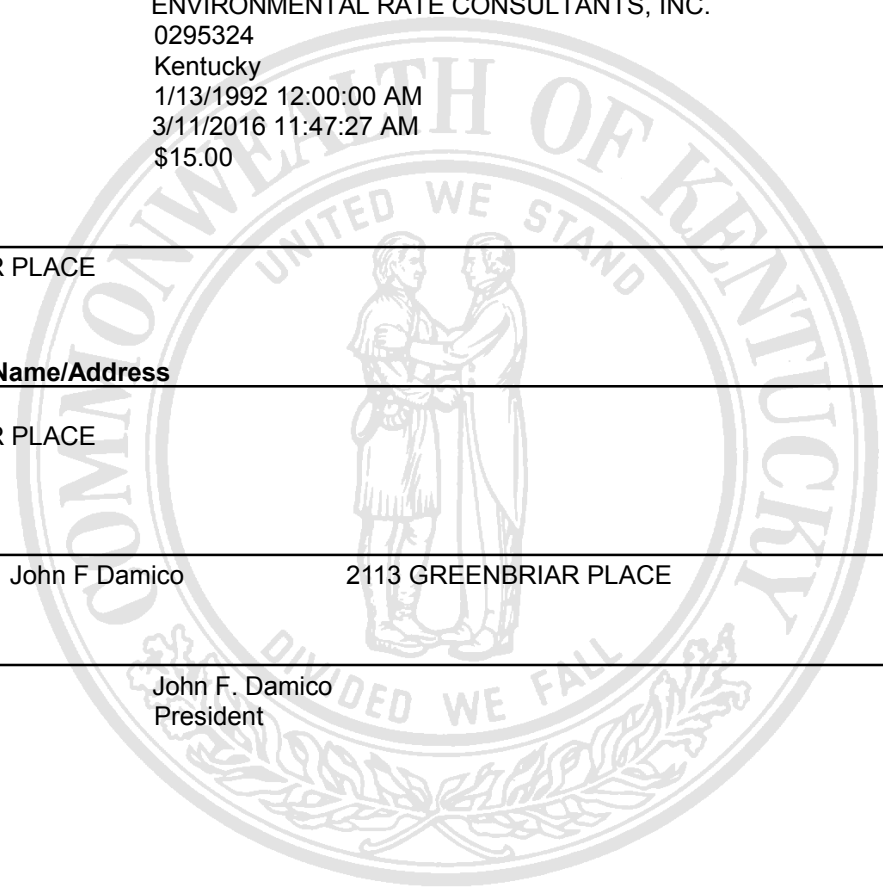 ENVIRONMENTAL RATE CONSULTANTS, INC.
0295324
Kentucky
1/13/1992 12:00:00 AM
3/11/2016 11:47:27 AM
$15.00
COMMONWEALTH OF KENTUCKY
UNITED WE STAND
R PLACE
Name/Address
R PLACE
John F Damico 2113 GREENBRIAR PLACE
DIVIDED WE FALL
John F. Damico
President